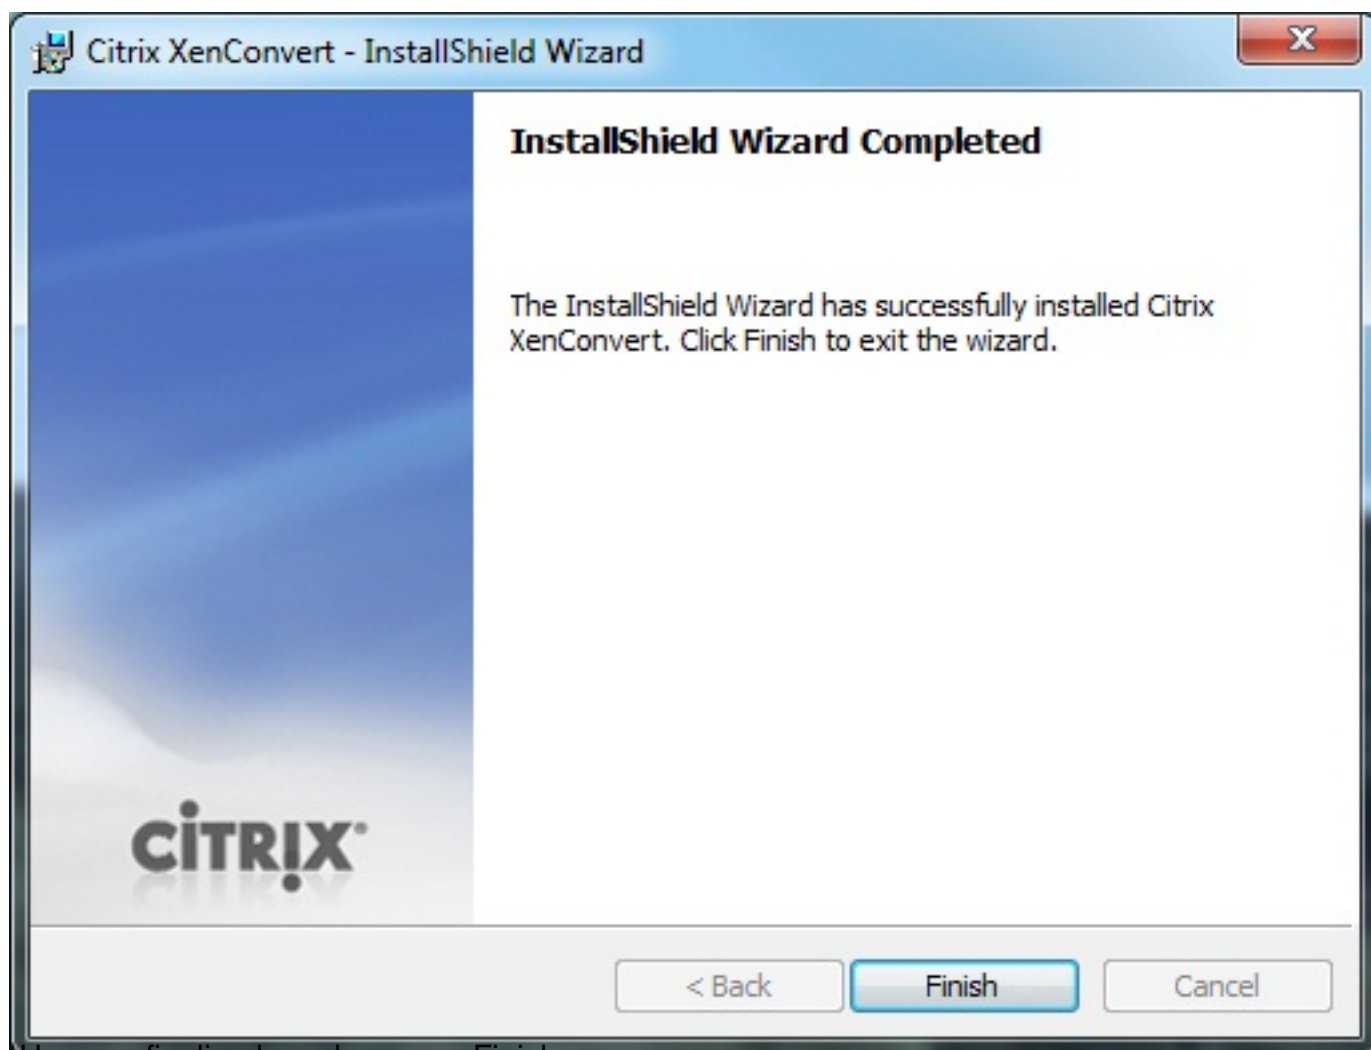 Citrix XenConvert - InstallShield Wizard
InstallShield Wizard Completed
The InstallShield Wizard has successfully installed Citrix
XenConvert. Click Finish to exit the wizard.
CITRIX
< Back
Finish
Cancel